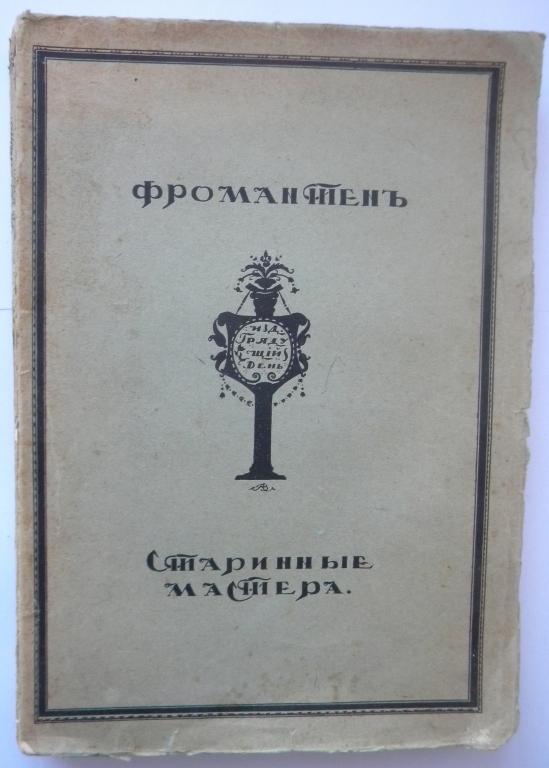 ФРОМАНТЕНЪ
ИЗД.
ГРЯДУ
ЩІЙ
ДЕНЬ
СТАРИННЫЕ
МАСТЕРА.